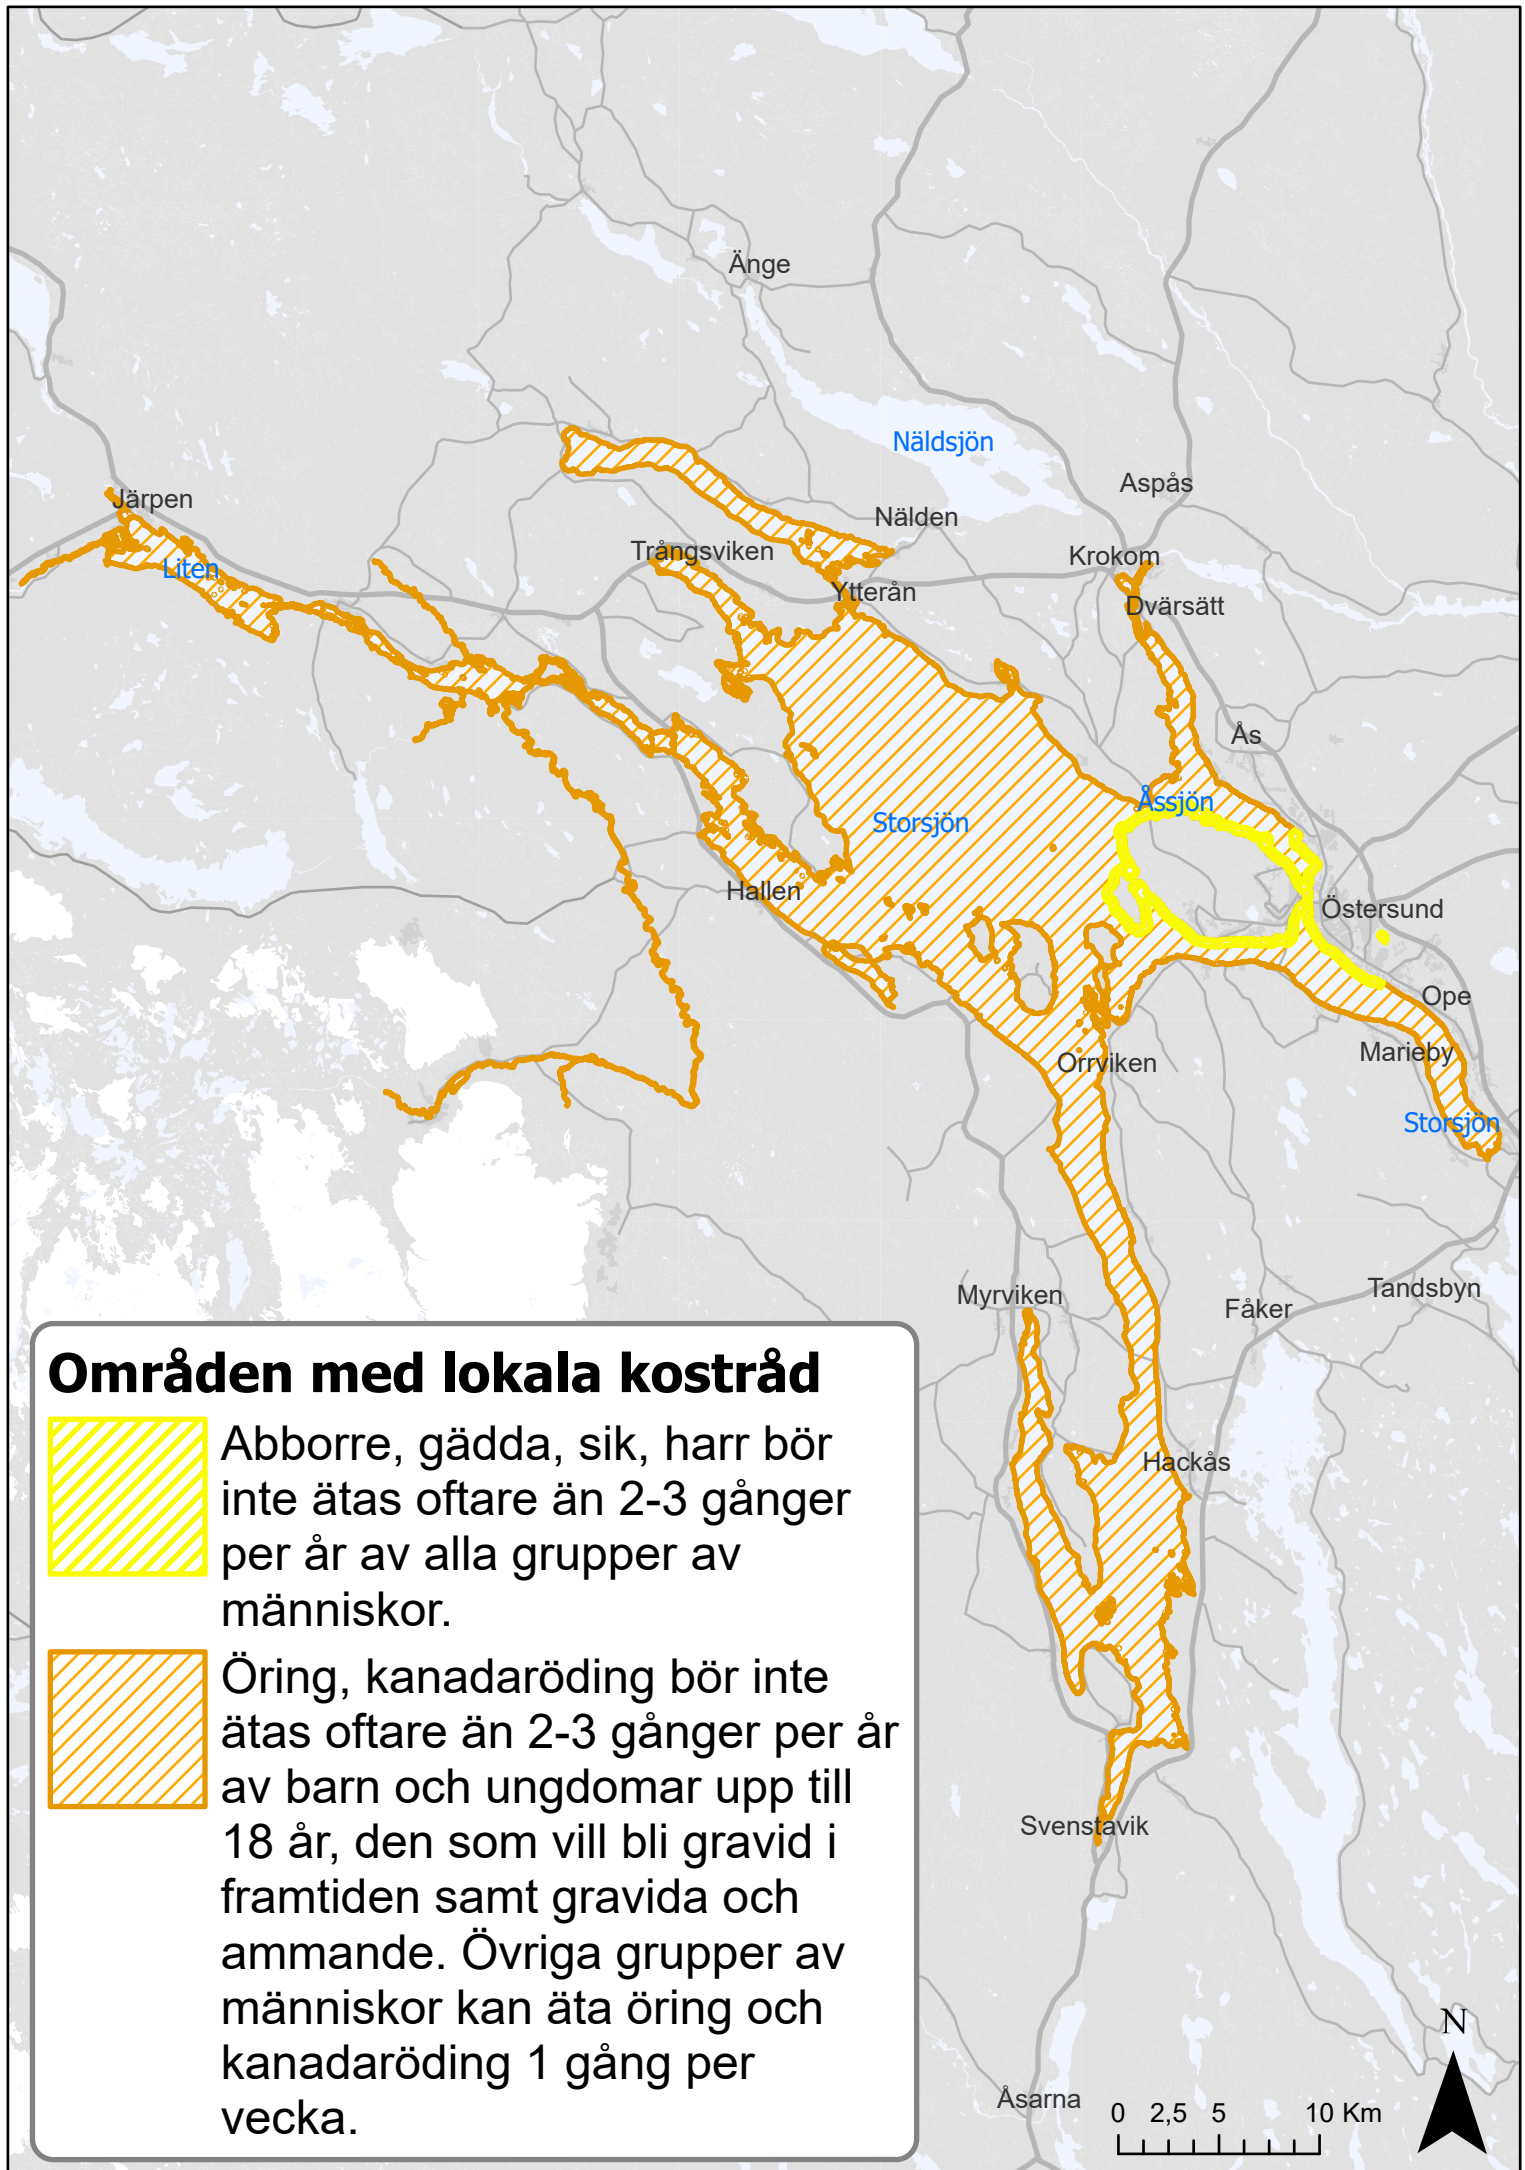 Änge
Näldsjön
Aspås
Järpen
Nälden
Trångsviken
Krokom
Liten
Ytterån
Dvärsätt
Ås
Åssjön
Storsjön
Hallen
Östersund
Ope
Marieby
Orrviken
Storsjön
Myrviken
Tandsbyn
Fåker
Hackås
Svenstavik
Åsarna
Områden med lokala kostråd
Abborre, gädda, sik, harr bör
inte ätas oftare än 2-3 gånger
per år av alla grupper av
människor.
Öring, kanadaröding bör inte
ätas oftare än 2-3 gånger per år
av barn och ungdomar upp till
18 år, den som vill bli gravid i
framtiden samt gravida och
ammande. Övriga grupper av
människor kan äta öring och
kanadaröding 1 gång per
vecka.
N
0 2,5 5 10 Km